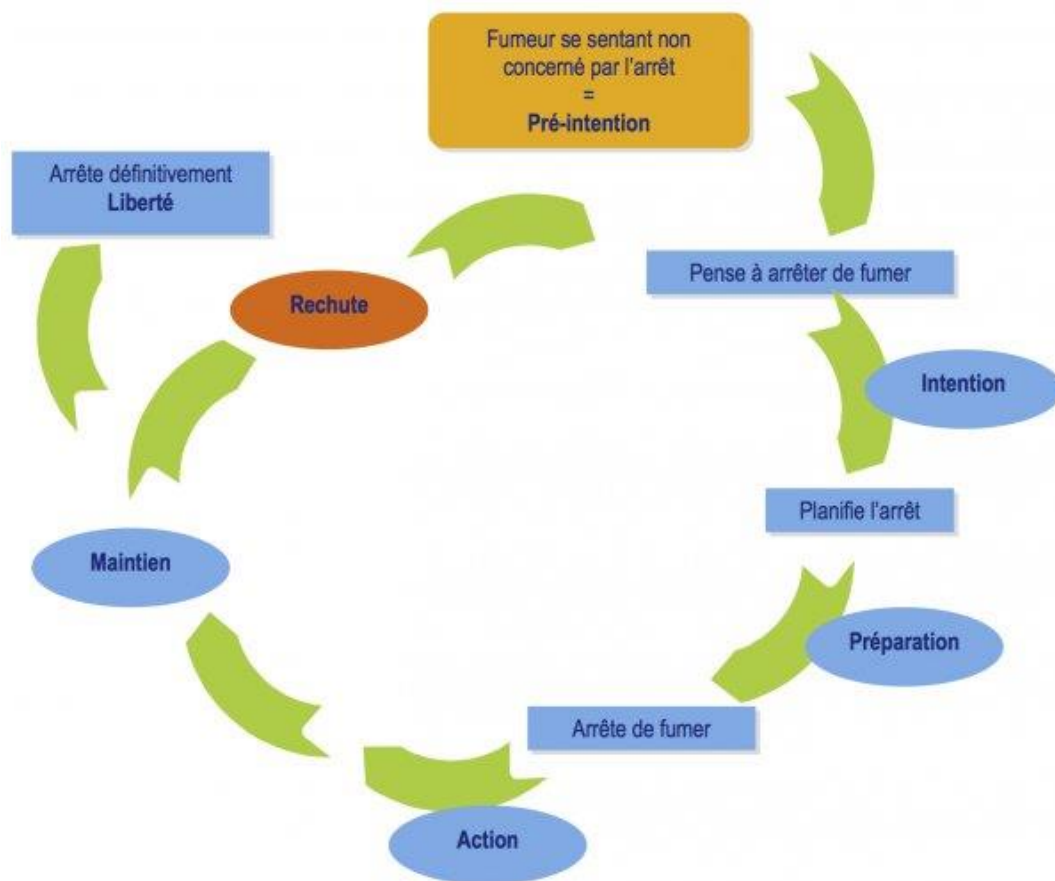 Fumeur se sentant non
concerné par l'arrêt
=
Pré-intention
Arrête définitivement
Liberté
Pense à arrêter de fumer
Rechute
Intention
Planifie l'arrêt
Maintien
Préparation
Arrête de fumer
Action